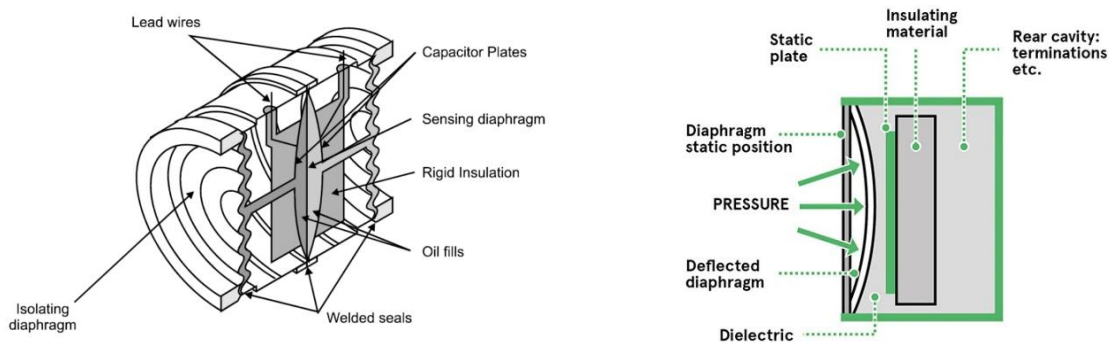 Lead wires
Capacitor Plates
Sensing diaphragm
Rigid Insulation
Oil fills
Isolating
diaphragm
Welded seals
Insulating
material
Static
plate
Rear cavity:
terminations
etc.
Diaphragm
static position
PRESSURE
Deflected
diaphragm
Dielectric